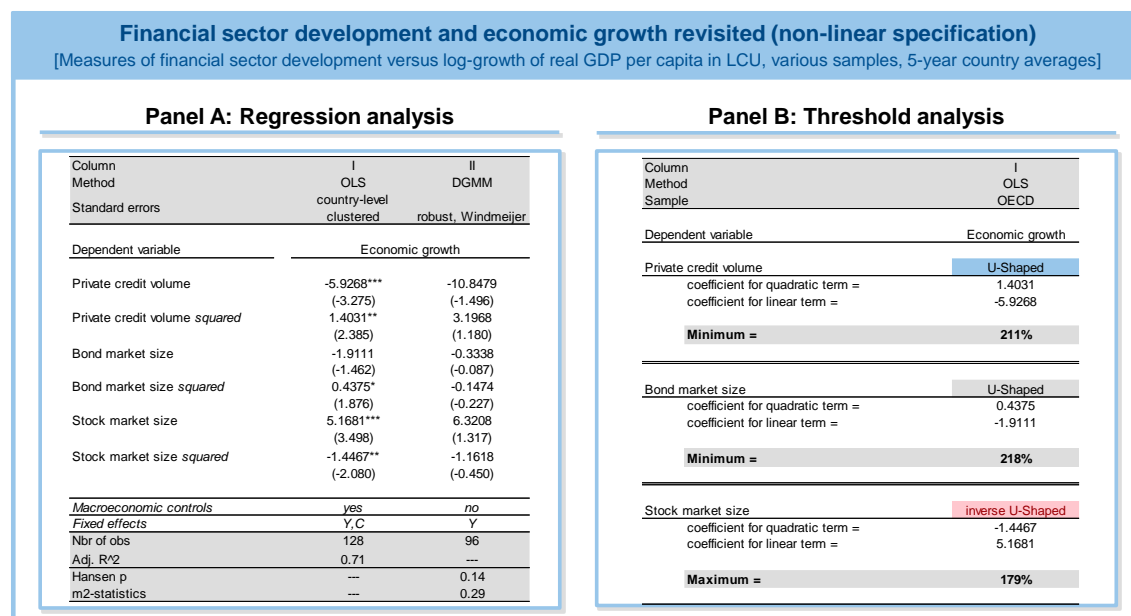 Financial sector development and economic growth revisited (non-linear specification)
[Measures of financial sector development versus log-growth of real GDP per capita in LCU, various samples, 5-year country averages]
Panel A: Regression analysis
Column I II
Method OLS DGMM
Standard errors country-level clustered robust, Windmeijer
Dependent variable Economic growth
Private credit volume -5.9268*** -10.8479
(-3.275) (-1.496)
Private credit volume squared 1.4031** 3.1968
(2.385) (1.180)
Bond market size -1.9111 -0.3338
(-1.462) (-0.087)
Bond market size squared 0.4375* -0.1474
(1.876) (-0.227)
Stock market size 5.1681*** 6.3208
(3.498) (1.317)
Stock market size squared -1.4467** -1.1618
(-2.080) (-0.450)
Macroeconomic controls yes no
Fixed effects Y,C Y
Nbr of obs 128 96
Adj. R^2 0.71 ---
Hansen p --- 0.14
m2-statistics --- 0.29
Panel B: Threshold analysis
Column I
Method OLS
Sample OECD
Dependent variable Economic growth
Private credit volume U-Shaped
coefficient for quadratic term = 1.4031
coefficient for linear term = -5.9268
Minimum = 211%
Bond market size U-Shaped
coefficient for quadratic term = 0.4375
coefficient for linear term = -1.9111
Minimum = 218%
Stock market size inverse U-Shaped
coefficient for quadratic term = -1.4467
coefficient for linear term = 5.1681
Maximum = 179%